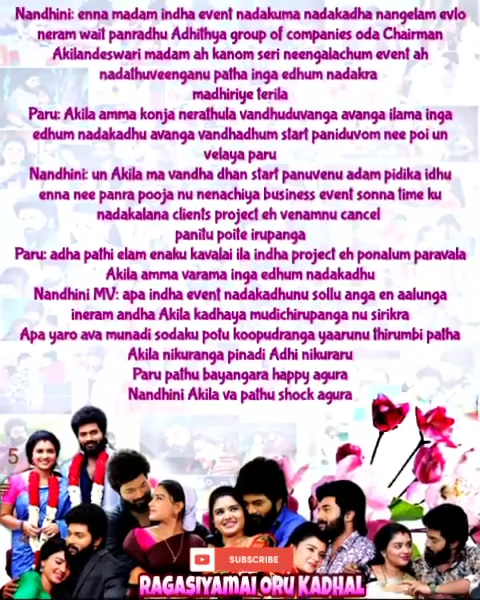 Nandhini: enna madam indha event nadakuma nadakadha nangelam evlo
neram wait panradhu Adhithya group of companies oda Chairman
Akilandeswari madam ah kanom seri neengalachum event ah
nadathuveenganu patha inga edhum nadakra
madhiriye terila
Paru: Akila amma konja nerathula vandhuduvanga avanga ilama inga
edhum nadakadhu avanga vandhadhum start paniduvom nee poi un
velaya paru
Nandhini: un Akila ma vandha dhan start panuvenu adam pidika idhu
enna nee panra pooja nu nenachiya business event sonna time ku
nadakalana clients project eh venamnu cancel
panitu poite irupanga
Paru: adha pathi elam enaku kavalai ila indha project eh ponalum paravala
Akila amma varama inga edhum nadakadhu
Nandhini MV: apa indha event nadakadhunu sollu anga en aalunga
ineram andha Akila kadhaya mudichirupanga nu sirikra
Apa yaro ava munadi sodaku potu koopudranga yaarunu thirumbi patha
Akila nikuranga pinadi Adhi nikuraru
Paru pathu bayangara happy agura
Nandhini Akila va pathu shock agura
5
SUBSCRIBE
RAGASIYAMAI ORU KADHAL